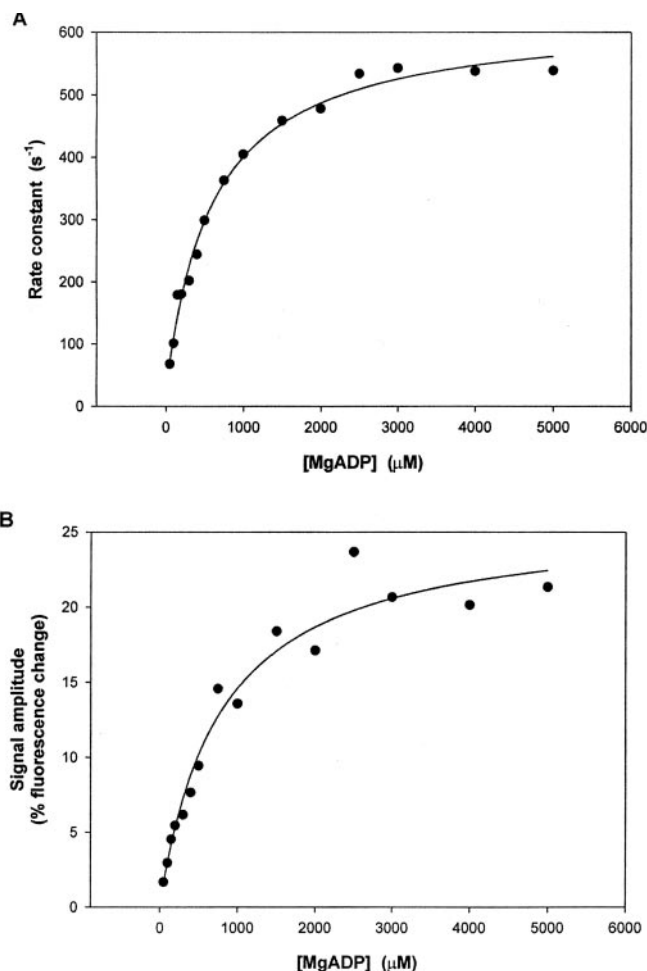 A
600
500
400
300
200
100
0
Rate constant (s⁻¹)
0 1000 2000 3000 4000 5000 6000
[MgADP] (μM)
B
25
20
15
10
5
0
Signal amplitude
(% fluorescence change)
0 1000 2000 3000 4000 5000 6000
[MgADP] (μM)